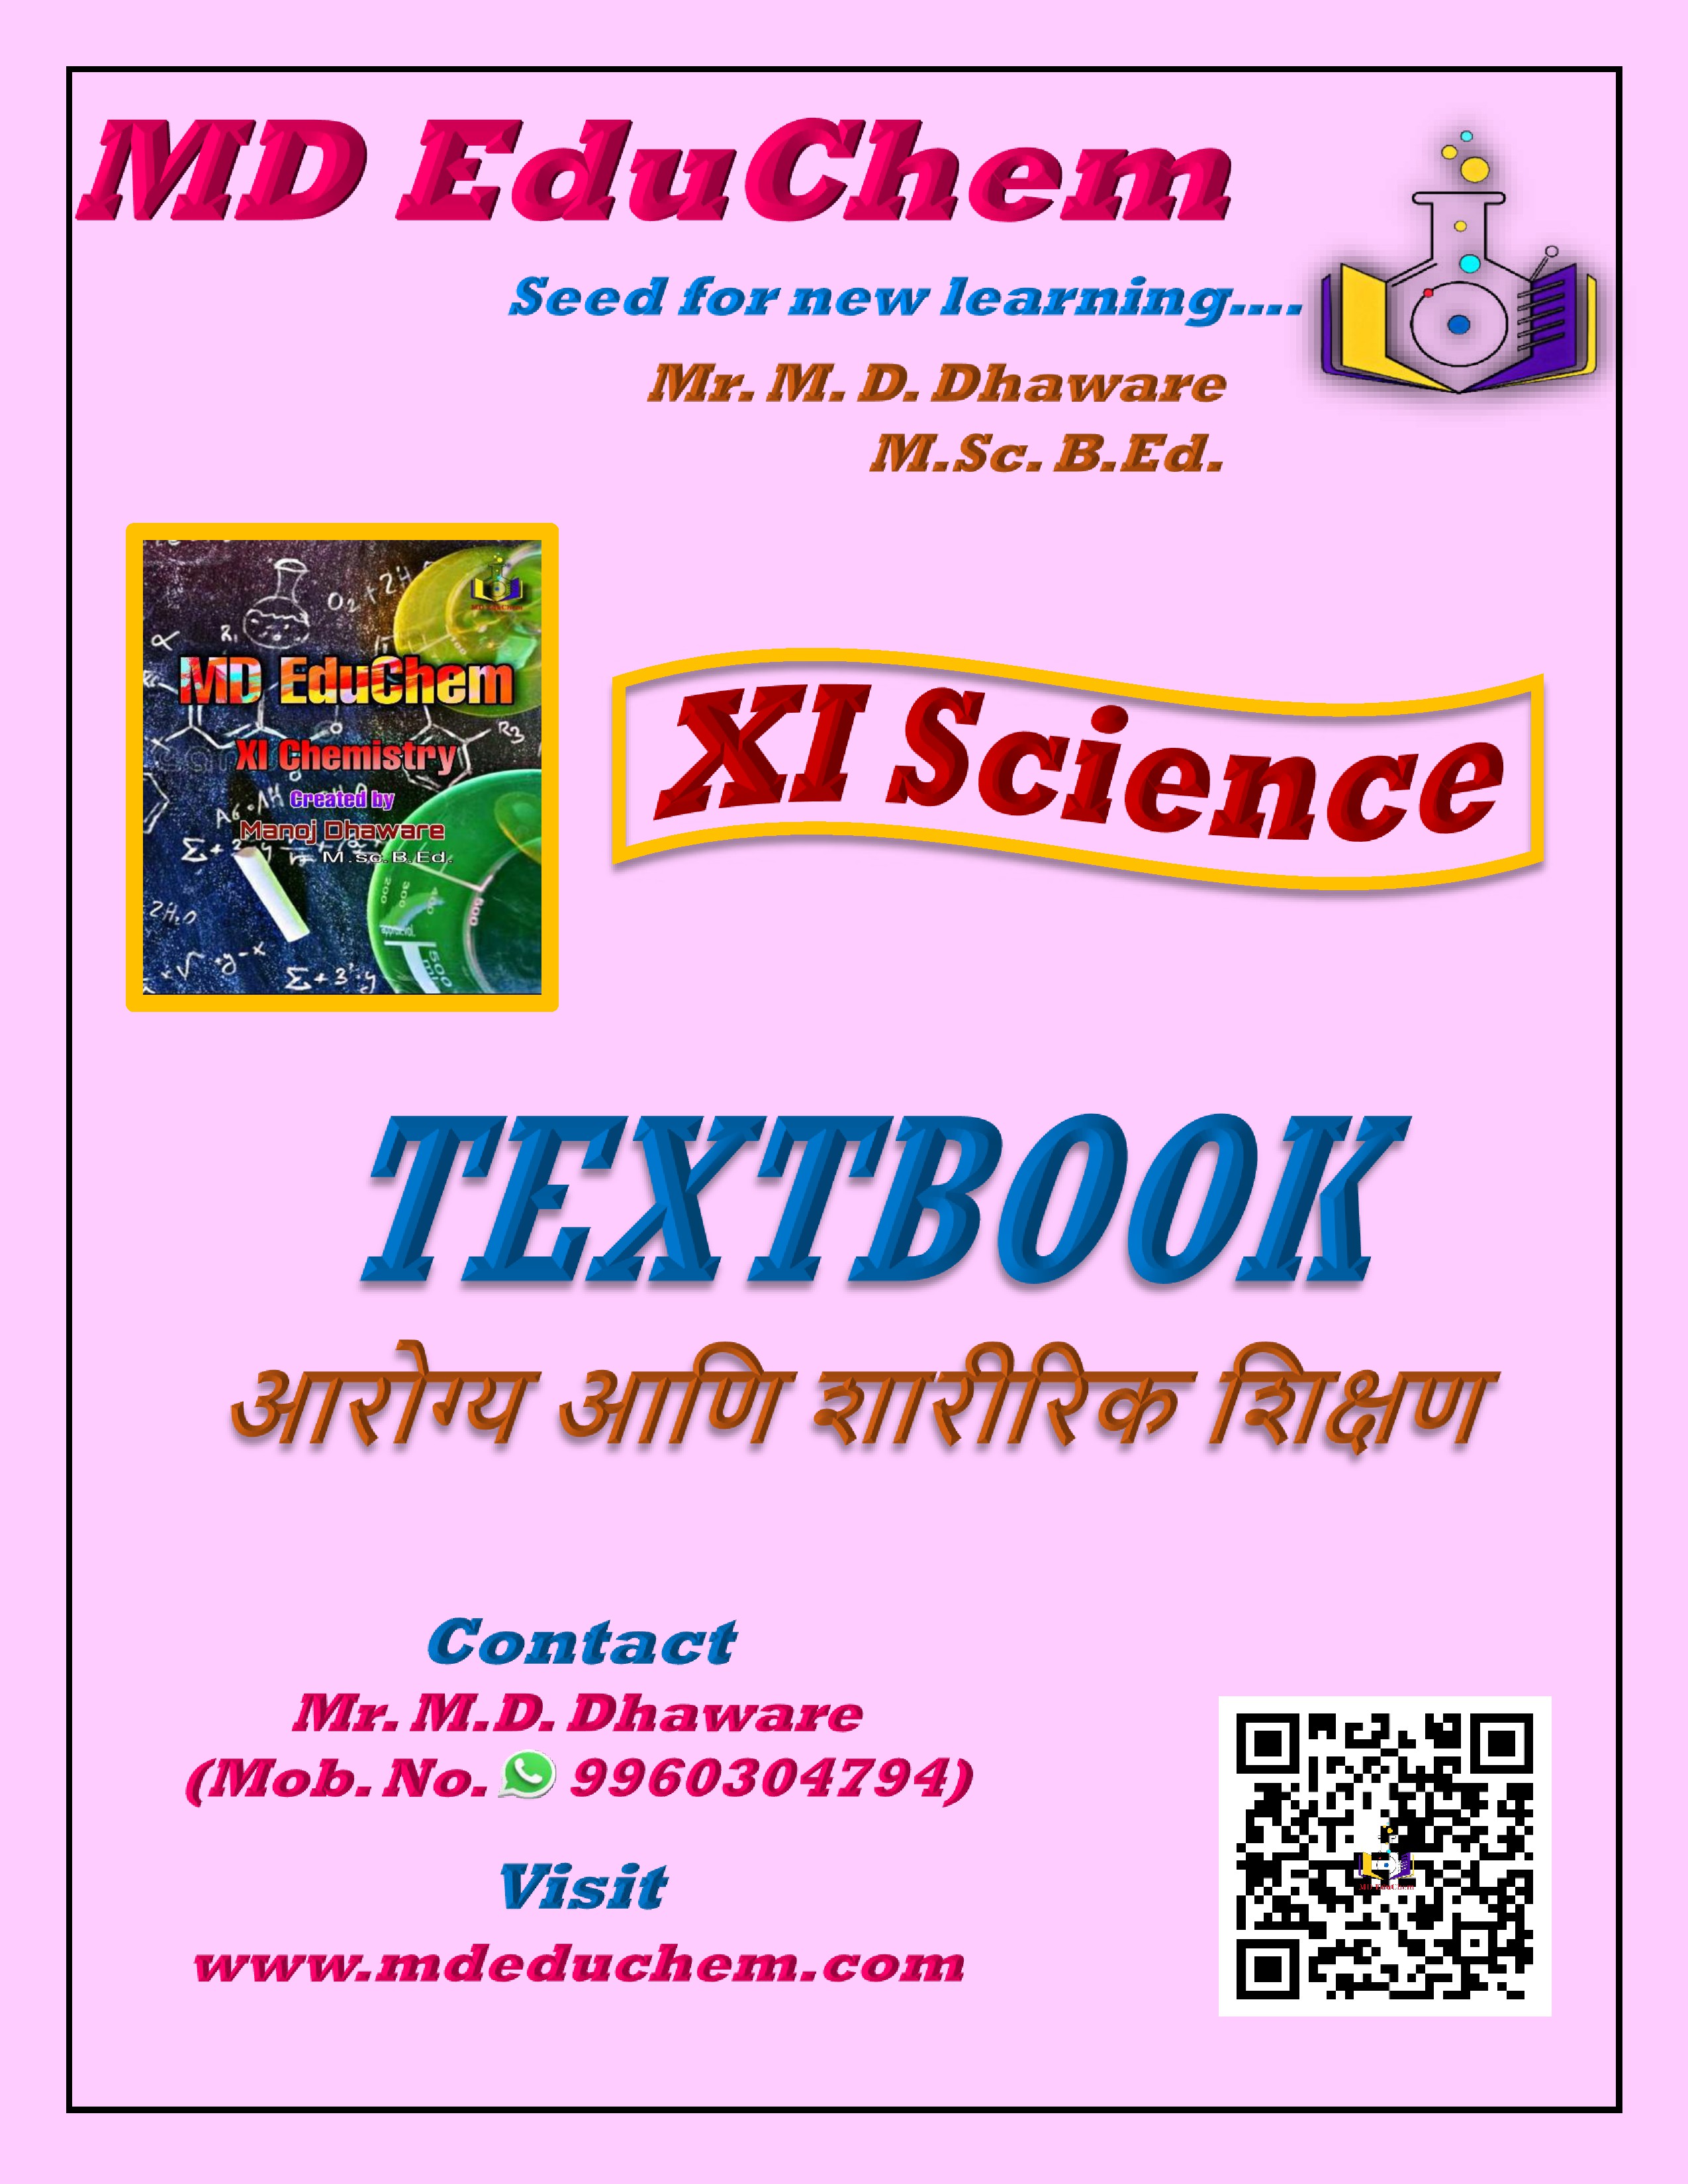 MD EduChem
Seed for new learning....
Mr. M. D. Dhaware
M.Sc. B.Ed.
MD EduChem
XI Chemistry
Created by
Manoj Dhaware
M.sc.B.Ed.
XI Science
TEXTBOOK
आरोग्य आणि शारीरिक शिक्षण
Contact
Mr. M.D. Dhaware
(Mob. No. 9960304794)
Visit
www.mdeduchem.com